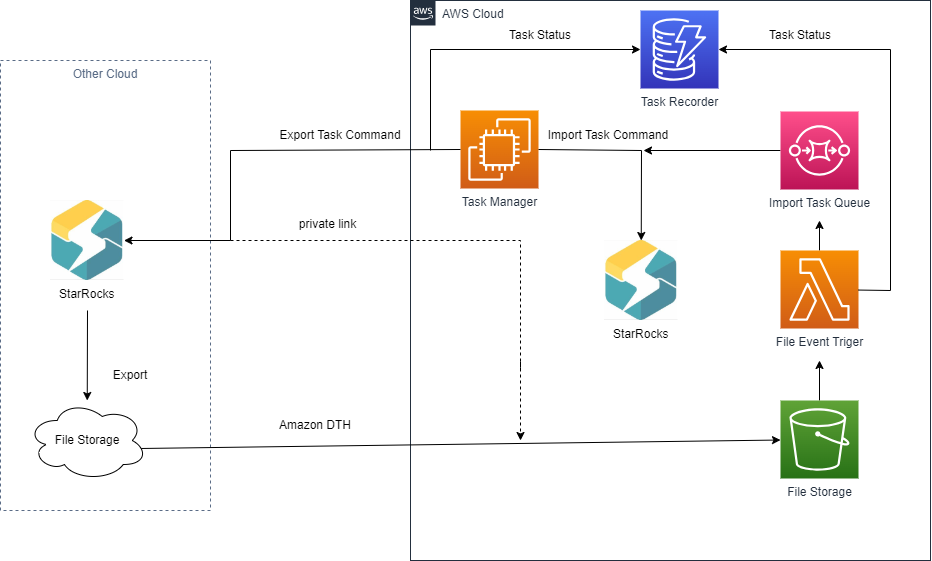 aws
AWS Cloud
Task Status
Task Status
Other Cloud
Task Recorder
Export Task Command
Import Task Command
Task Manager
Import Task Queue
private link
StarRocks
StarRocks
File Event Triger
Export
Amazon DTH
File Storage
File Storage